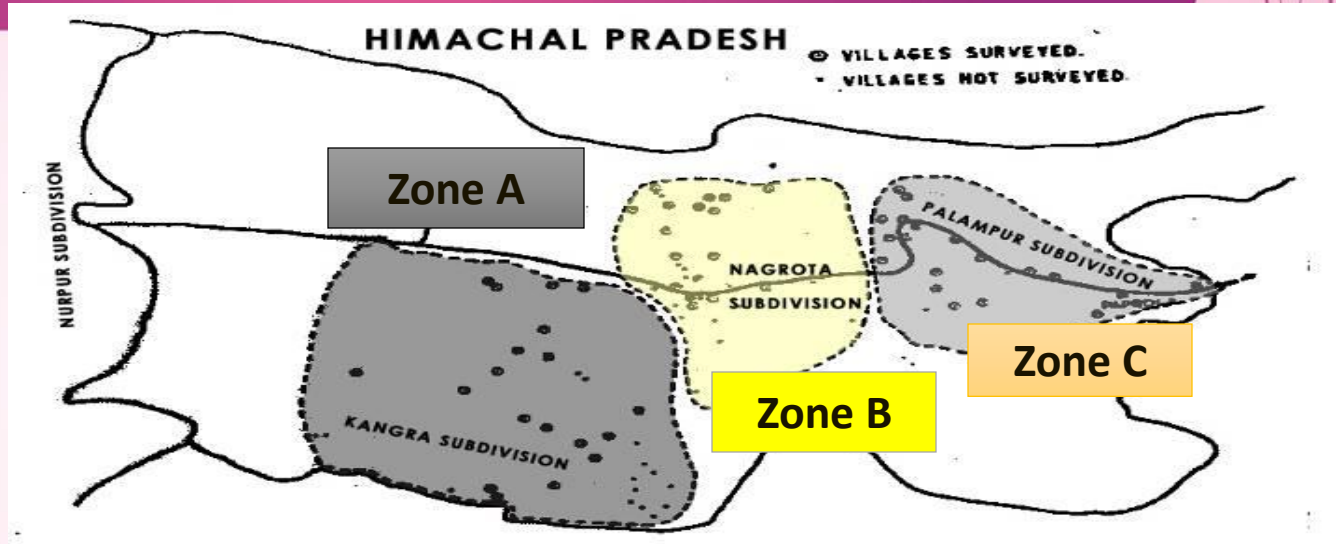 HIMACHAL PRADESH
VILLAGES SURVEYED.
VILLAGES NOT SURVEYED.
NURPUR SUBDIVISION
Zone A
PALAMPUR SUBDIVISION
NAGROTA
SUBDIVISION
Zone C
Zone B
KANGRA SUBDIVISION